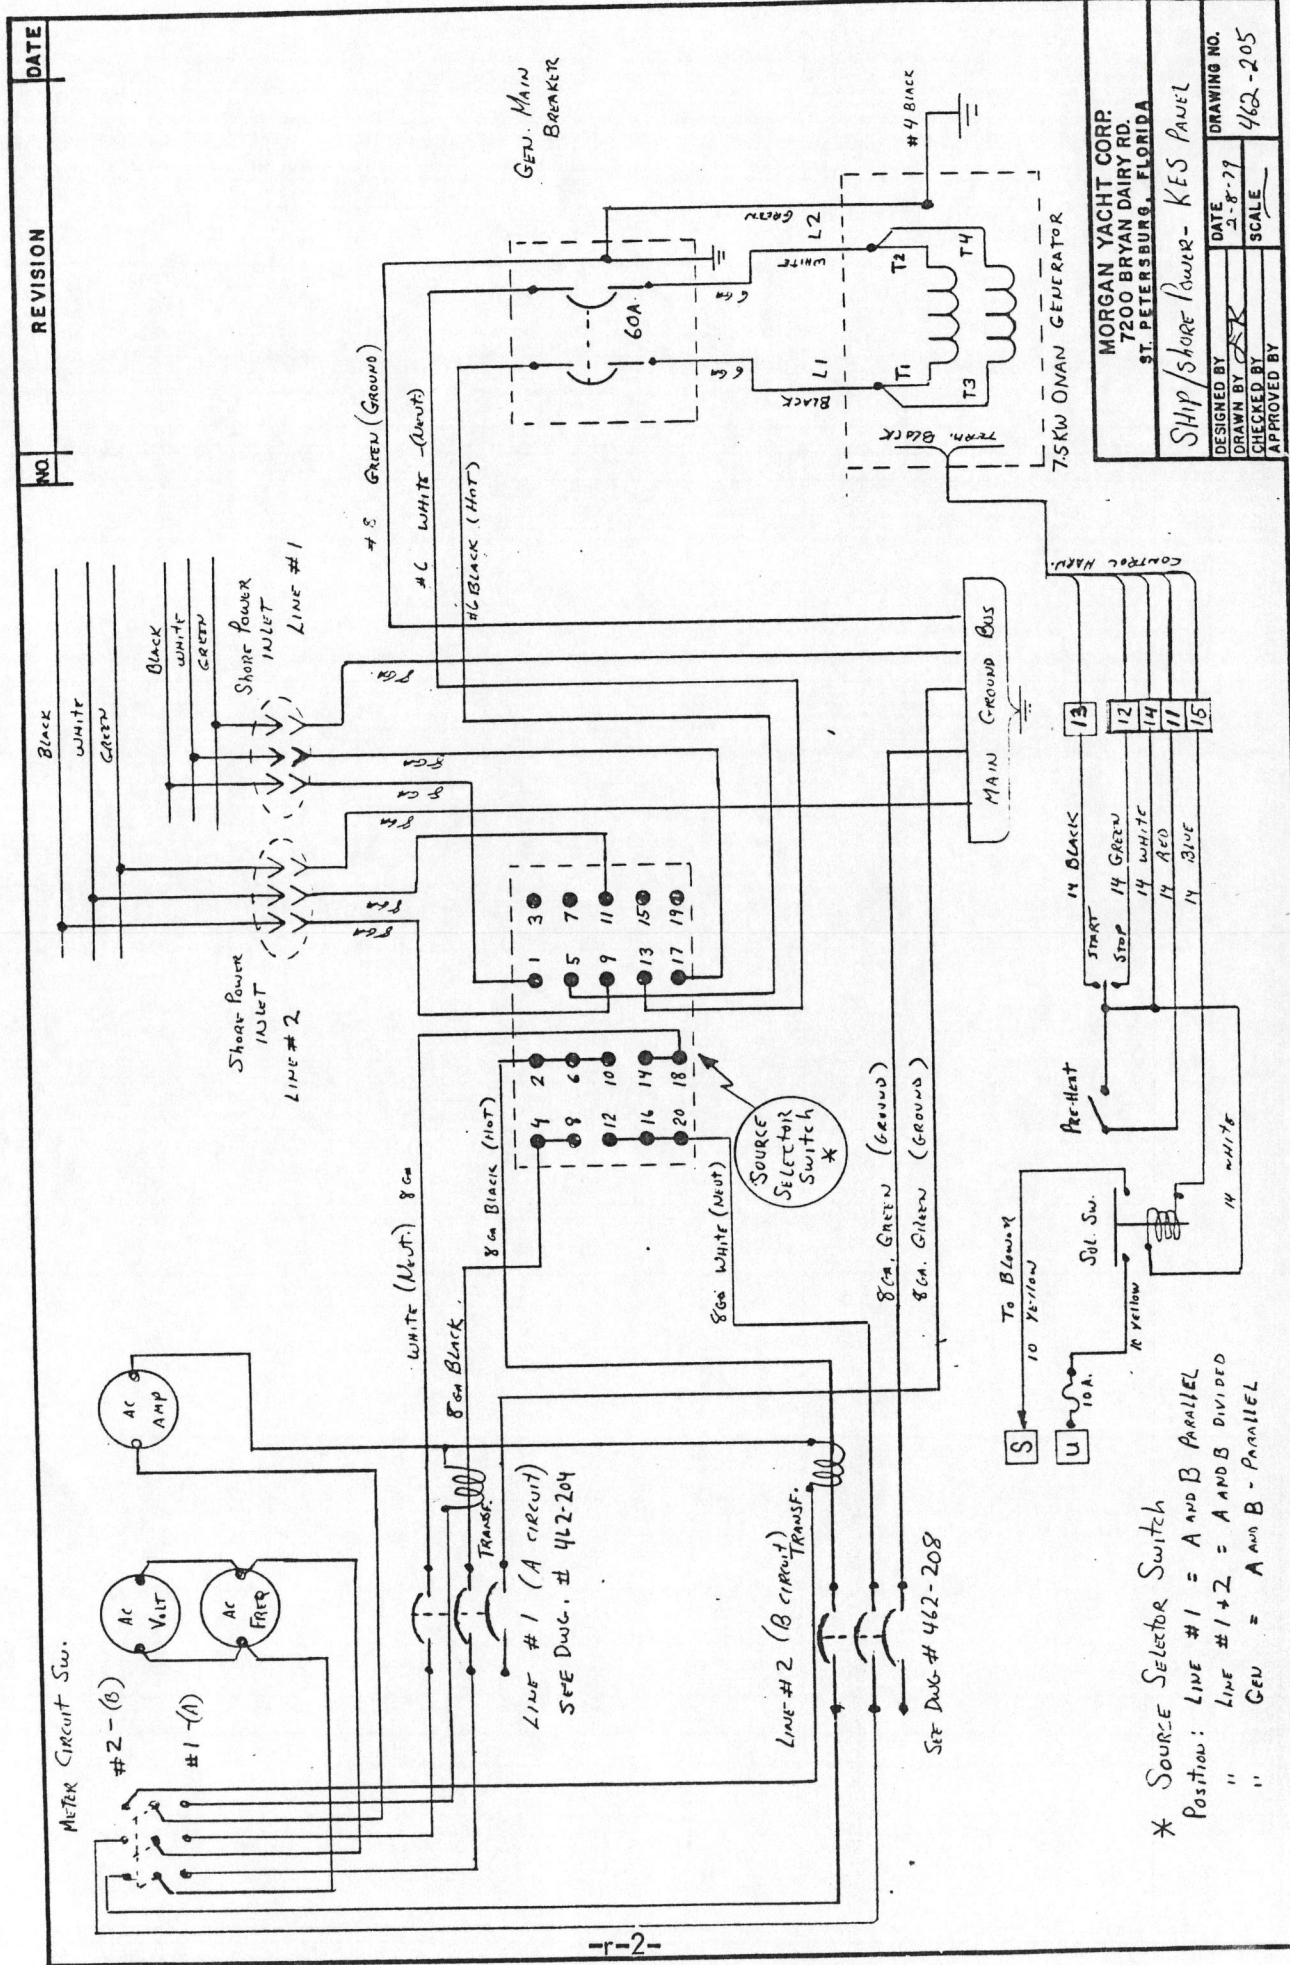 NO.
REVISION
DATE
BLACK
WHITE
GREEN
BLACK
WHITE
GREEN
SHORE POWER
INLET
LINE #1
SHORE POWER
INLET
LINE #2
8 GA
8 GA
8 GA
8 GA
8 GA
8 GA
#8 GREEN (GROUND)
#6 WHITE (NEUT.)
#6 BLACK (HOT)
GEN. MAIN
BREAKER
60A
6 GA
6 GA
BLACK
L1
WHITE
L2
GREEN
#4 BLACK
T1
T2
T3
T4
TERM. BLOCK
7.5KW ONAN GENERATOR
METER CIRCUIT SW.
#2-(B)
#1-(A)
AC
VOLT
AC
FREQ
AC
AMP
WHITE (NEUT.) 8 GA
8 GA BLACK
8 GA BLACK (HOT)
8 GA WHITE (NEUT)
TRANSF.
LINE #1 (A CIRCUIT)
SEE DWG. # 462-204
LINE #2 (B CIRCUIT)
TRANSF.
SEE DWG # 462-208
4 2 1 3
8 6 5 7
12 10 9 11
16 14 13 15
20 18 17 19
SOURCE
SELECTOR
SWITCH
*
8 GA. GREEN (GROUND)
8 GA. GREEN (GROUND)
MAIN GROUND BUS
CONTROL HARN.
13
12
14
11
15
14 BLACK
14 GREEN
14 WHITE
14 RED
14 BLUE
START
STOP
PRE-HEAT
SOL. SW.
14 WHITE
TO BLOWER
10 YELLOW
10 YELLOW
10A.
S
U
* SOURCE SELECTOR SWITCH
POSITION: LINE #1 = A AND B PARALLEL
" LINE #1+2 = A AND B DIVIDED
" GEN = A AND B - PARALLEL
MORGAN YACHT CORP.
7200 BRYAN DAIRY RD.
ST. PETERSBURG, FLORIDA
SHIP/SHORE POWER - KES PANEL
DESIGNED BY
DRAWN BY
CHECKED BY
APPROVED BY
DATE
2-8-79
SCALE
DRAWING NO.
462-205
-r-2-